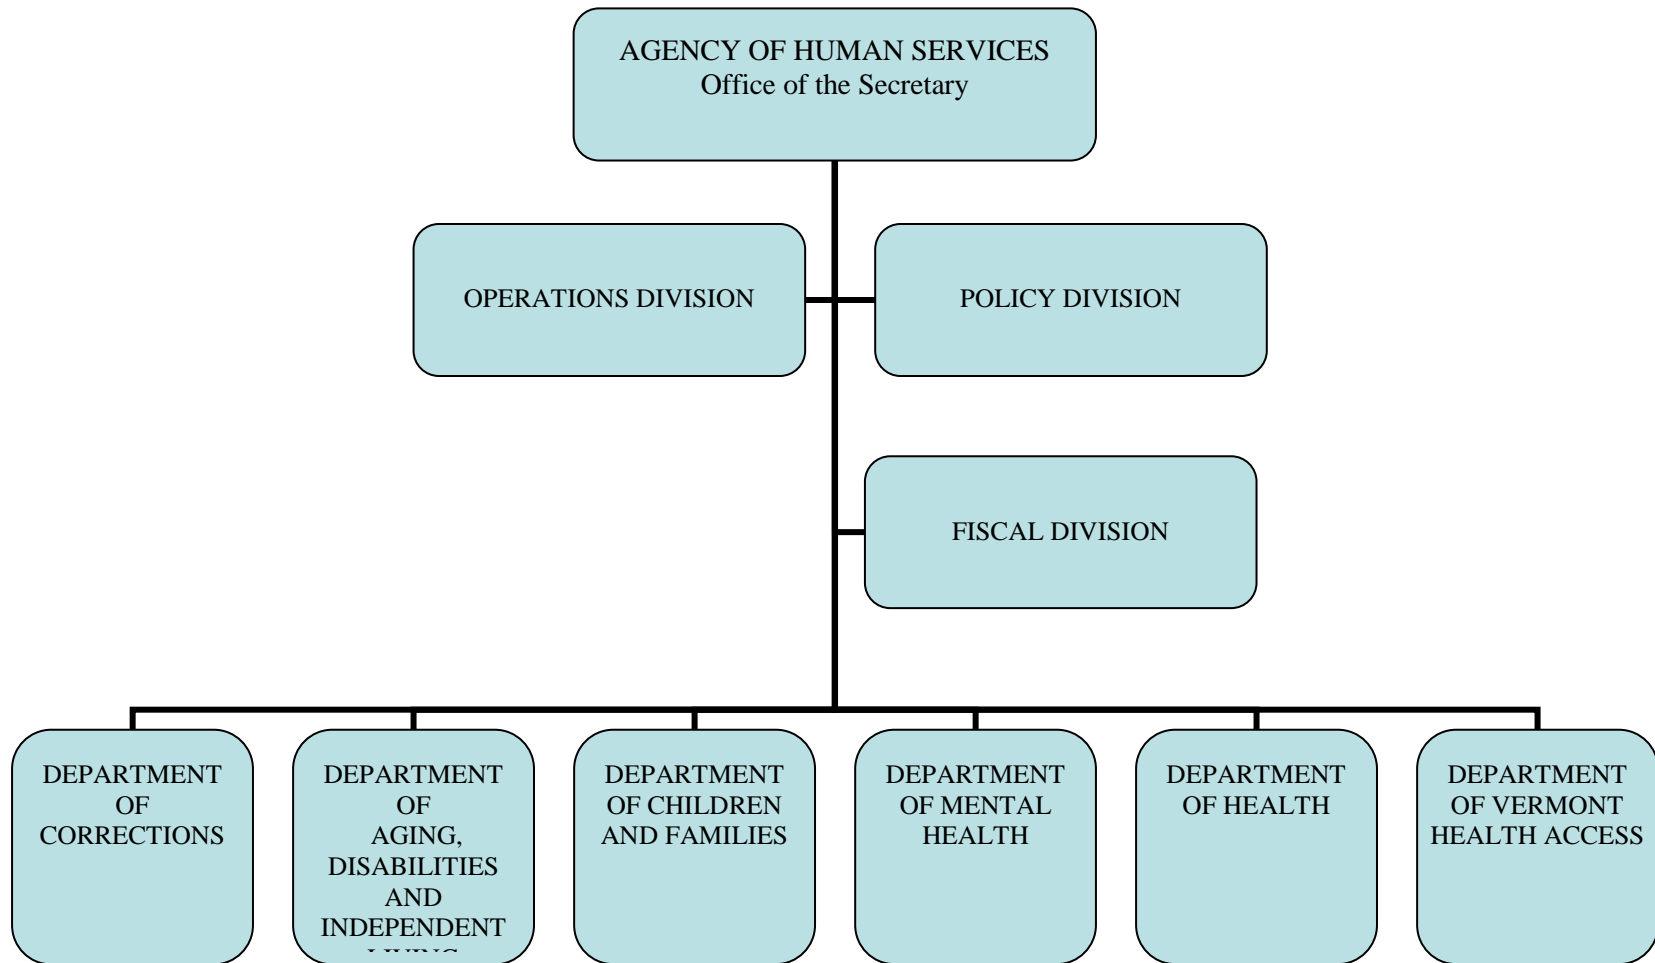 AGENCY OF HUMAN SERVICES
Office of the Secretary
OPERATIONS DIVISION
POLICY DIVISION
FISCAL DIVISION
DEPARTMENT
OF
CORRECTIONS
DEPARTMENT
OF
AGING,
DISABILITIES
AND
INDEPENDENT
LIVING
DEPARTMENT
OF CHILDREN
AND FAMILIES
DEPARTMENT
OF MENTAL
HEALTH
DEPARTMENT
OF HEALTH
DEPARTMENT
OF VERMONT
HEALTH ACCESS